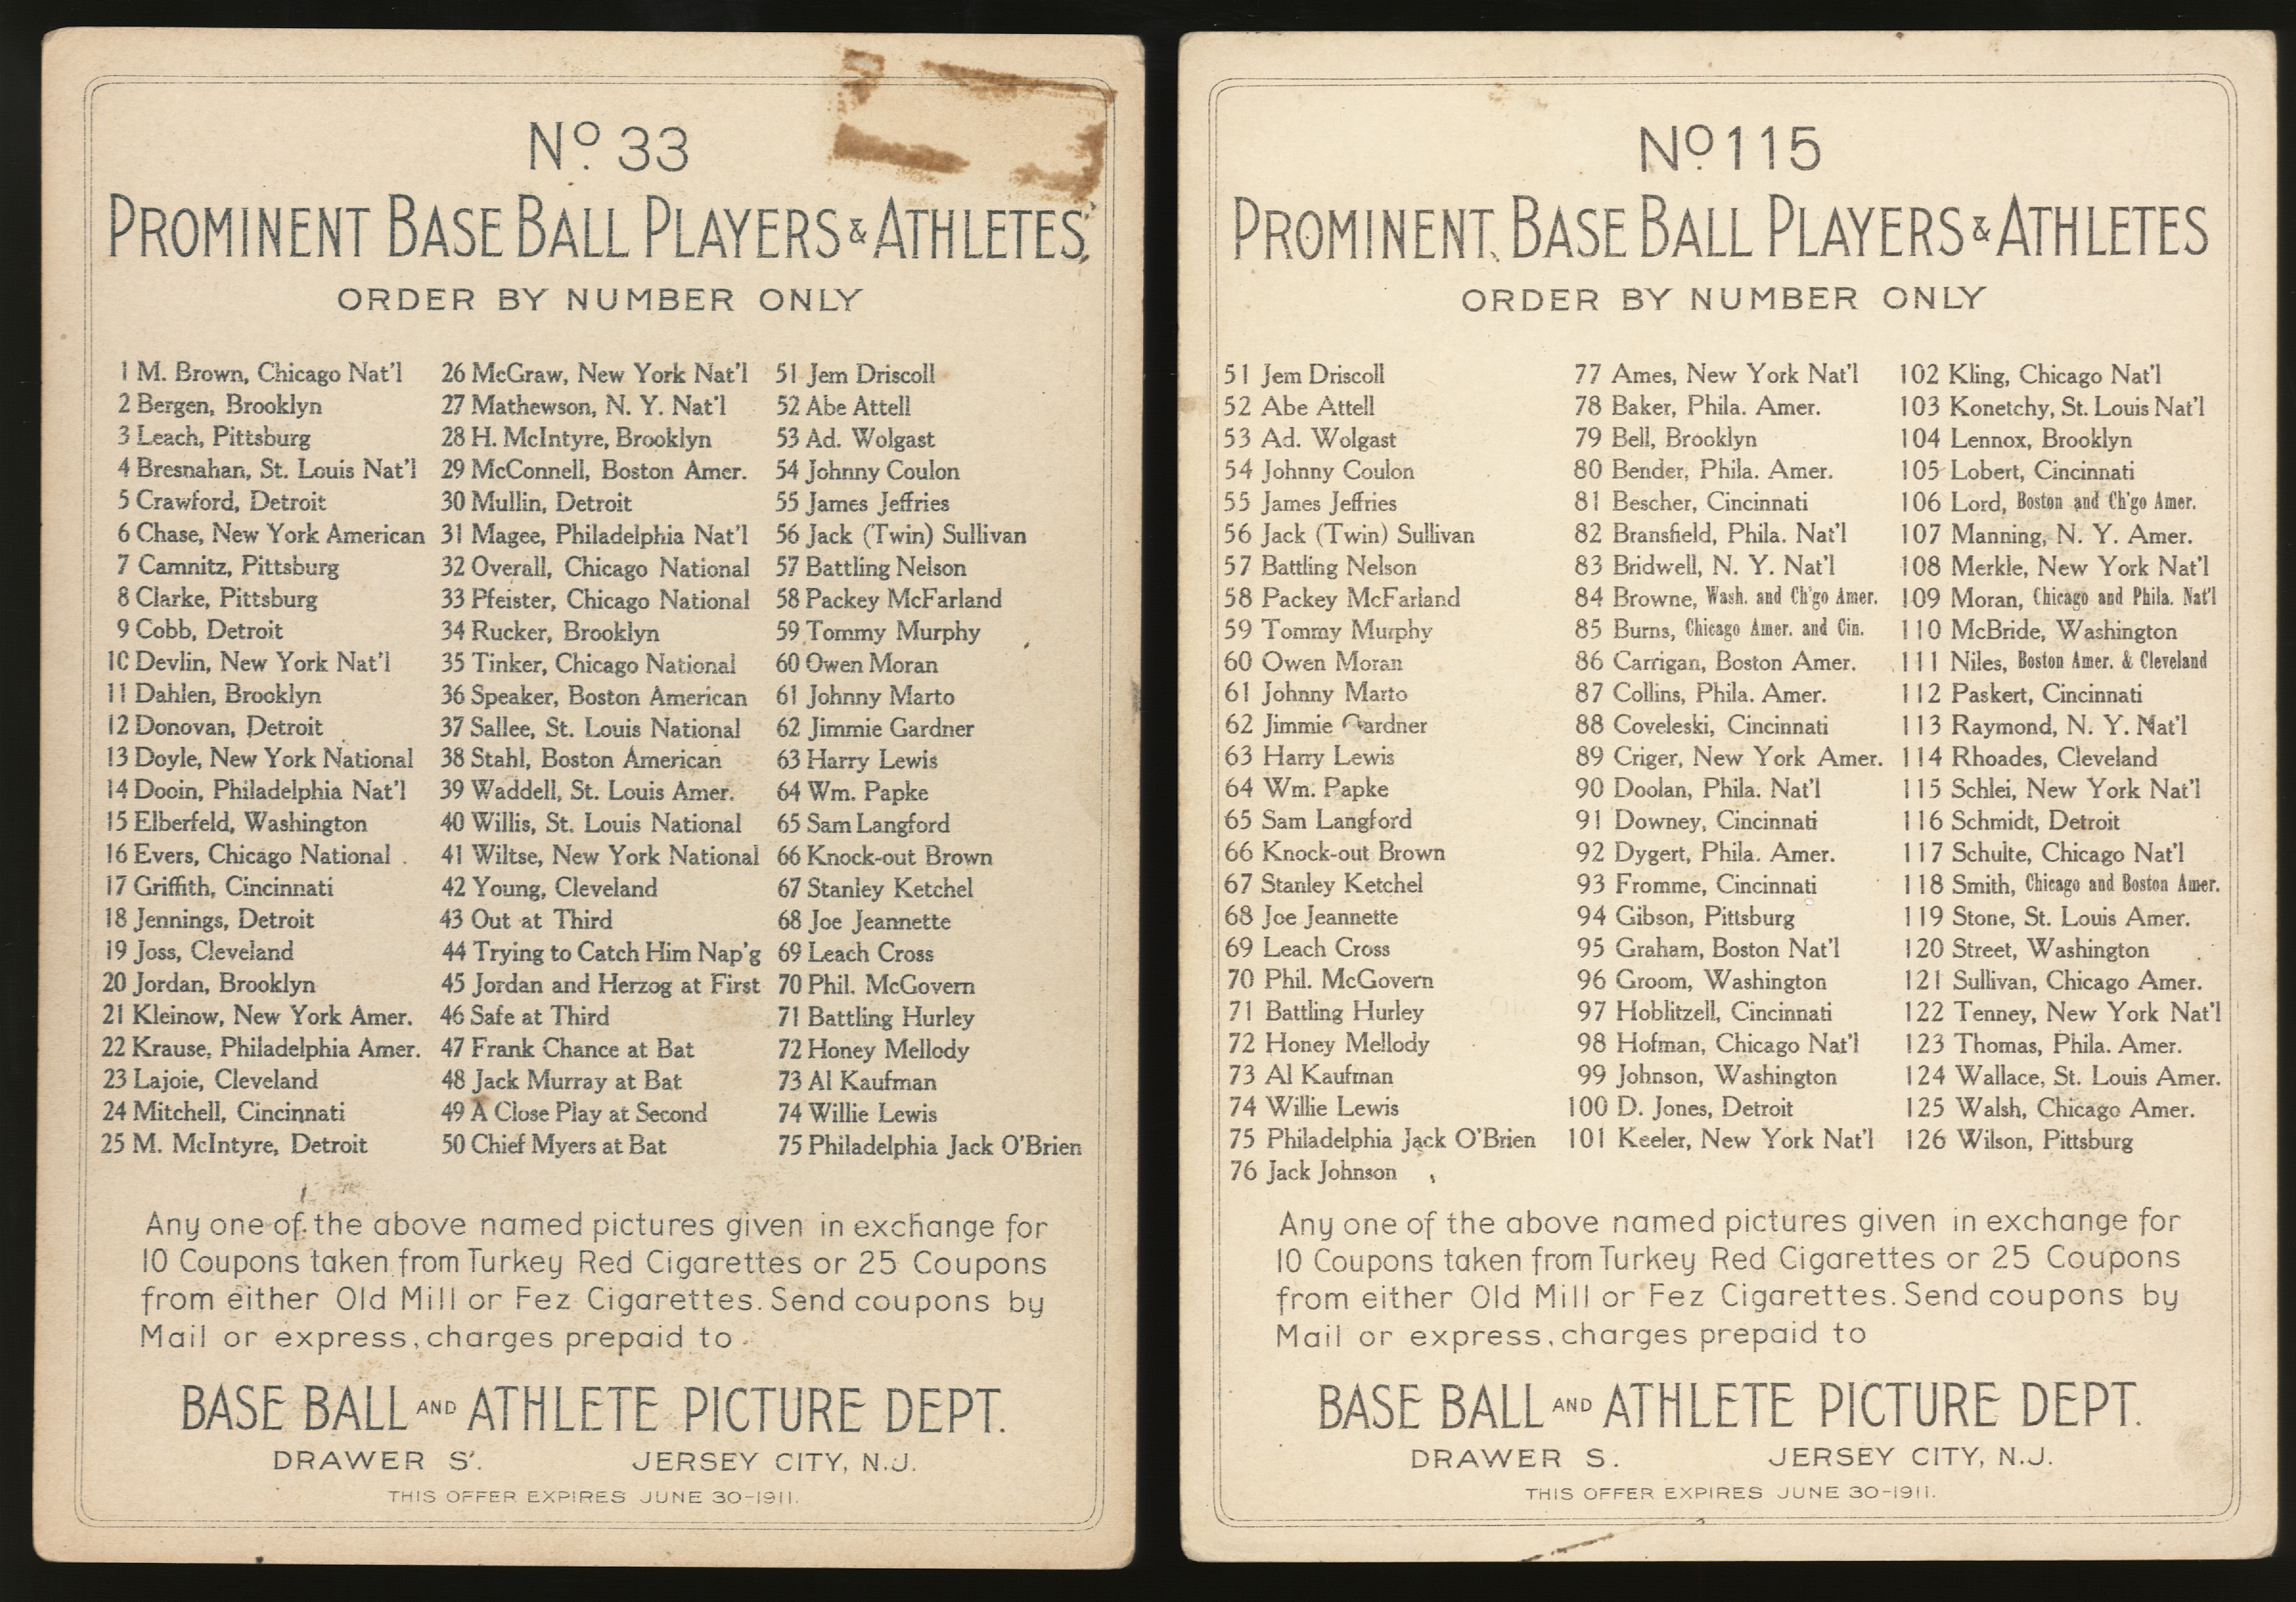 Nº 33
PROMINENT BASE BALL PLAYERS & ATHLETES
ORDER BY NUMBER ONLY
1 M. Brown, Chicago Nat'l
2 Bergen, Brooklyn
3 Leach, Pittsburg
4 Bresnahan, St. Louis Nat'l
5 Crawford, Detroit
6 Chase, New York American
7 Camnitz, Pittsburg
8 Clarke, Pittsburg
9 Cobb, Detroit
10 Devlin, New York Nat'l
11 Dahlen, Brooklyn
12 Donovan, Detroit
13 Doyle, New York National
14 Dooin, Philadelphia Nat'l
15 Elberfeld, Washington
16 Evers, Chicago National
17 Griffith, Cincinnati
18 Jennings, Detroit
19 Joss, Cleveland
20 Jordan, Brooklyn
21 Kleinow, New York Amer.
22 Krause, Philadelphia Amer.
23 Lajoie, Cleveland
24 Mitchell, Cincinnati
25 M. McIntyre, Detroit
26 McGraw, New York Nat'l
27 Mathewson, N. Y. Nat'l
28 H. McIntyre, Brooklyn
29 McConnell, Boston Amer.
30 Mullin, Detroit
31 Magee, Philadelphia Nat'l
32 Overall, Chicago National
33 Pfeister, Chicago National
34 Rucker, Brooklyn
35 Tinker, Chicago National
36 Speaker, Boston American
37 Sallee, St. Louis National
38 Stahl, Boston American
39 Waddell, St. Louis Amer.
40 Willis, St. Louis National
41 Wiltse, New York National
42 Young, Cleveland
43 Out at Third
44 Trying to Catch Him Nap'g
45 Jordan and Herzog at First
46 Safe at Third
47 Frank Chance at Bat
48 Jack Murray at Bat
49 A Close Play at Second
50 Chief Myers at Bat
51 Jem Driscoll
52 Abe Attell
53 Ad. Wolgast
54 Johnny Coulon
55 James Jeffries
56 Jack (Twin) Sullivan
57 Battling Nelson
58 Packey McFarland
59 Tommy Murphy
60 Owen Moran
61 Johnny Marto
62 Jimmie Gardner
63 Harry Lewis
64 Wm. Papke
65 Sam Langford
66 Knock-out Brown
67 Stanley Ketchel
68 Joe Jeannette
69 Leach Cross
70 Phil. McGovern
71 Battling Hurley
72 Honey Mellody
73 Al Kaufman
74 Willie Lewis
75 Philadelphia Jack O'Brien
Any one of the above named pictures given in exchange for
10 Coupons taken from Turkey Red Cigarettes or 25 Coupons
from either Old Mill or Fez Cigarettes. Send coupons by
Mail or express, charges prepaid to
BASE BALL AND ATHLETE PICTURE DEPT.
DRAWER S. JERSEY CITY, N.J.
THIS OFFER EXPIRES JUNE 30-1911.
Nº 115
PROMINENT BASE BALL PLAYERS & ATHLETES
ORDER BY NUMBER ONLY
51 Jem Driscoll
52 Abe Attell
53 Ad. Wolgast
54 Johnny Coulon
55 James Jeffries
56 Jack (Twin) Sullivan
57 Battling Nelson
58 Packey McFarland
59 Tommy Murphy
60 Owen Moran
61 Johnny Marto
62 Jimmie Gardner
63 Harry Lewis
64 Wm. Papke
65 Sam Langford
66 Knock-out Brown
67 Stanley Ketchel
68 Joe Jeannette
69 Leach Cross
70 Phil. McGovern
71 Battling Hurley
72 Honey Mellody
73 Al Kaufman
74 Willie Lewis
75 Philadelphia Jack O'Brien
76 Jack Johnson
77 Ames, New York Nat'l
78 Baker, Phila. Amer.
79 Bell, Brooklyn
80 Bender, Phila. Amer.
81 Bescher, Cincinnati
82 Bransfield, Phila. Nat'l
83 Bridwell, N. Y. Nat'l
84 Browne, Wash. and Ch'go Amer.
85 Burns, Chicago Amer. and Cin.
86 Carrigan, Boston Amer.
87 Collins, Phila. Amer.
88 Coveleski, Cincinnati
89 Criger, New York Amer.
90 Doolan, Phila. Nat'l
91 Downey, Cincinnati
92 Dygert, Phila. Amer.
93 Fromme, Cincinnati
94 Gibson, Pittsburg
95 Graham, Boston Nat'l
96 Groom, Washington
97 Hoblitzell, Cincinnati
98 Hofman, Chicago Nat'l
99 Johnson, Washington
100 D. Jones, Detroit
101 Keeler, New York Nat'l
102 Kling, Chicago Nat'l
103 Konetchy, St. Louis Nat'l
104 Lennox, Brooklyn
105 Lobert, Cincinnati
106 Lord, Boston and Ch'go Amer.
107 Manning, N. Y. Amer.
108 Merkle, New York Nat'l
109 Moran, Chicago and Phila. Nat'l
110 McBride, Washington
111 Niles, Boston Amer. & Cleveland
112 Paskert, Cincinnati
113 Raymond, N. Y. Nat'l
114 Rhoades, Cleveland
115 Schlei, New York Nat'l
116 Schmidt, Detroit
117 Schulte, Chicago Nat'l
118 Smith, Chicago and Boston Amer.
119 Stone, St. Louis Amer.
120 Street, Washington
121 Sullivan, Chicago Amer.
122 Tenney, New York Nat'l
123 Thomas, Phila. Amer.
124 Wallace, St. Louis Amer.
125 Walsh, Chicago Amer.
126 Wilson, Pittsburg
Any one of the above named pictures given in exchange for
10 Coupons taken from Turkey Red Cigarettes or 25 Coupons
from either Old Mill or Fez Cigarettes. Send coupons by
Mail or express, charges prepaid to
BASE BALL AND ATHLETE PICTURE DEPT.
DRAWER S. JERSEY CITY, N.J.
THIS OFFER EXPIRES JUNE 30-1911.